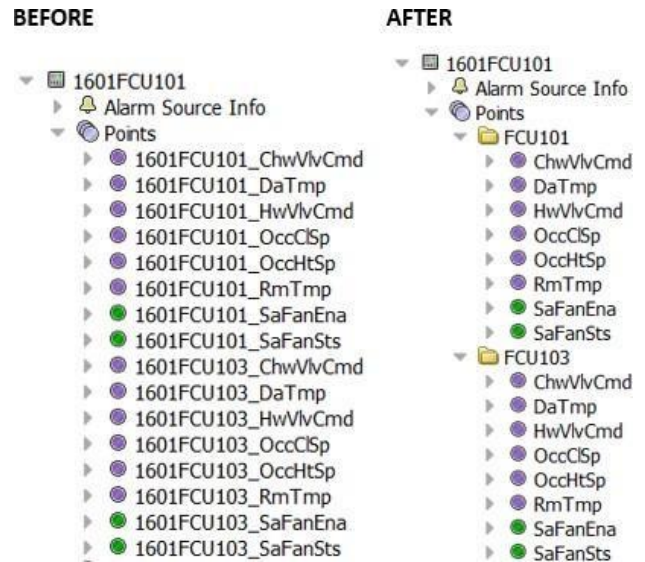 BEFORE
1601FCU101
Alarm Source Info
Points
1601FCU101_ChwVlvCmd
1601FCU101_DaTmp
1601FCU101_HwVlvCmd
1601FCU101_OccClSp
1601FCU101_OccHtSp
1601FCU101_RmTmp
1601FCU101_SaFanEna
1601FCU101_SaFanSts
1601FCU103_ChwVlvCmd
1601FCU103_DaTmp
1601FCU103_HwVlvCmd
1601FCU103_OccClSp
1601FCU103_OccHtSp
1601FCU103_RmTmp
1601FCU103_SaFanEna
1601FCU103_SaFanSts
AFTER
1601FCU101
Alarm Source Info
Points
FCU101
ChwVlvCmd
DaTmp
HwVlvCmd
OccClSp
OccHtSp
RmTmp
SaFanEna
SaFanSts
FCU103
ChwVlvCmd
DaTmp
HwVlvCmd
OccClSp
OccHtSp
RmTmp
SaFanEna
SaFanSts